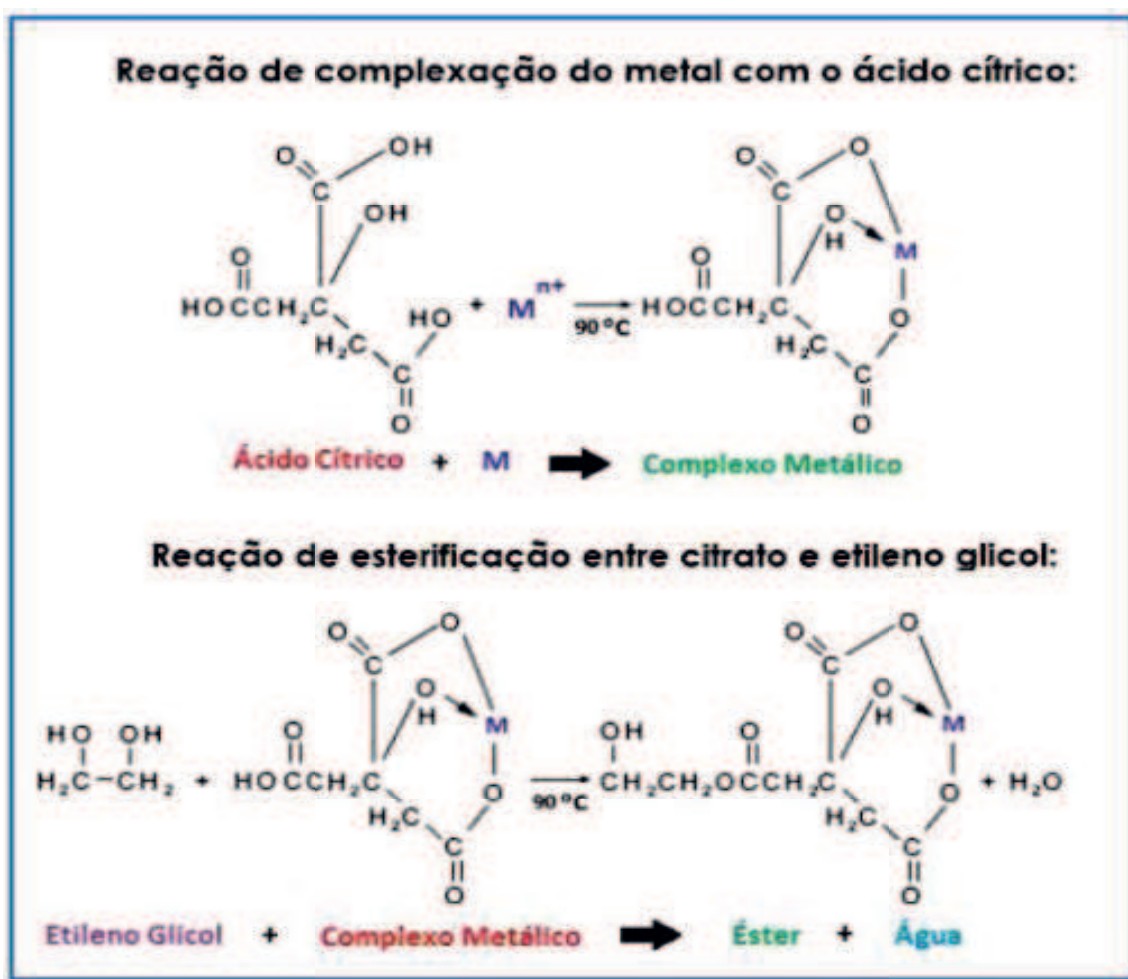 Reação de complexação do metal com o ácido cítrico:
O OH O O
C OH C O H M
O O
HOCCH₂C + Mⁿ⁺ 90 °C HOCCH₂C
HO O
H₂C C H₂C C
O O
Ácido Cítrico + M Complexo Metálico
Reação de esterificação entre citrato e etileno glicol:
O O O O
C O H M C O H M
HO OH O OH O
H₂C C CH₂ + HOCCH₂C O 90 °C CH₂CH₂OCCH₂C O + H₂O
H₂C C H₂C C
O O
Etileno Glicol + Complexo Metálico Éster + Água